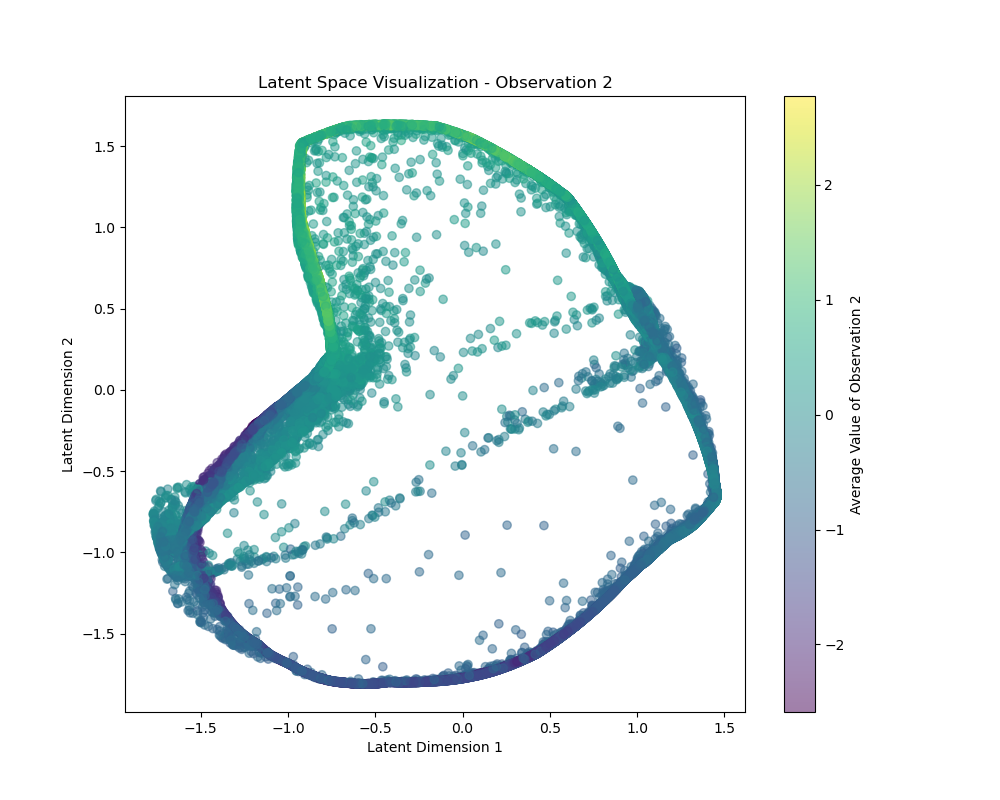 Latent Space Visualization - Observation 2
1.5
1.0
0.5
0.0
−0.5
−1.0
−1.5
Latent Dimension 2
−1.5 −1.0 −0.5 0.0 0.5 1.0 1.5
Latent Dimension 1
2
1
0
−1
−2
Average Value of Observation 2